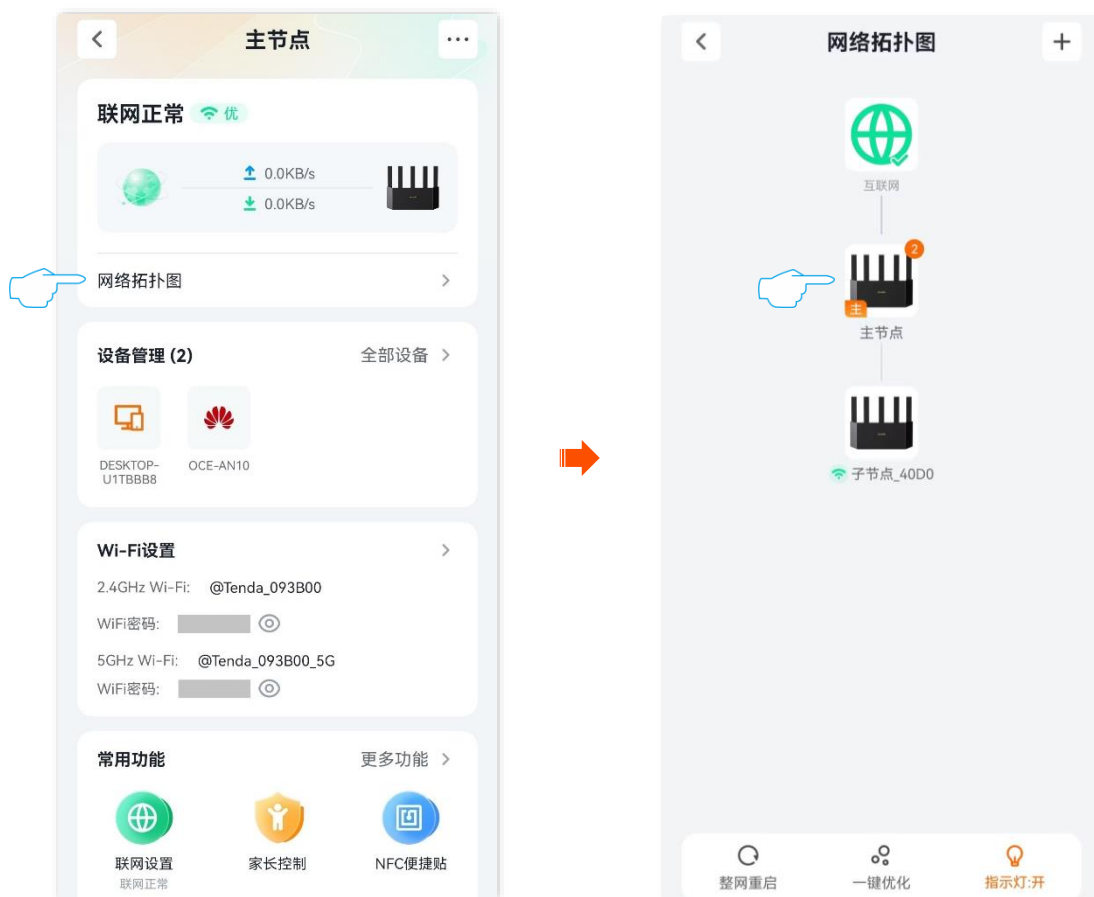 主节点
联网正常 优
0.0KB/s
0.0KB/s
网络拓扑图
设备管理 (2) 全部设备
DESKTOP-
U1TBBB8
OCE-AN10
Wi-Fi设置
2.4GHz Wi-Fi: @Tenda_093B00
WiFi密码:
5GHz Wi-Fi: @Tenda_093B00_5G
WiFi密码:
常用功能 更多功能
联网设置 家长控制 NFC便捷贴
联网正常
网络拓扑图
互联网
2
主
主节点
子节点_40D0
整网重启 一键优化 指示灯:开